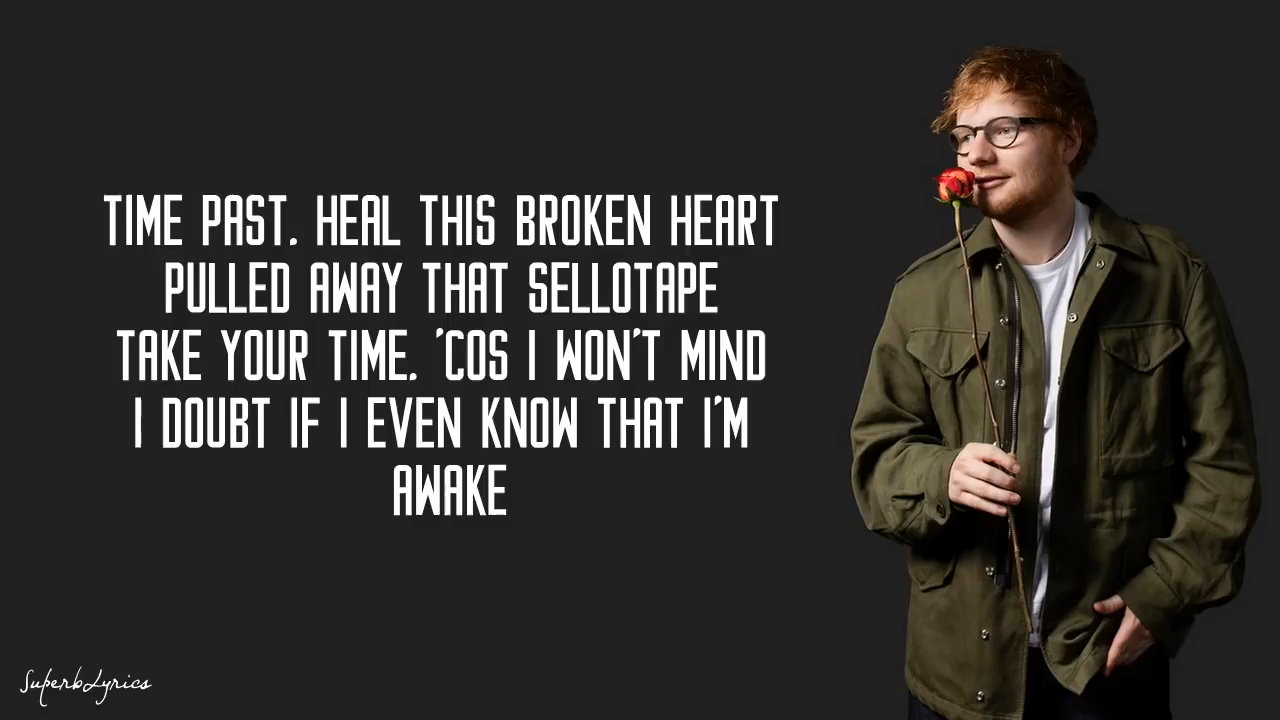 TIME PAST. HEAL THIS BROKEN HEART
PULLED AWAY THAT SELLOTAPE
TAKE YOUR TIME. 'COS I WON'T MIND
I DOUBT IF I EVEN KNOW THAT I'M
AWAKE
SuperbLyrics